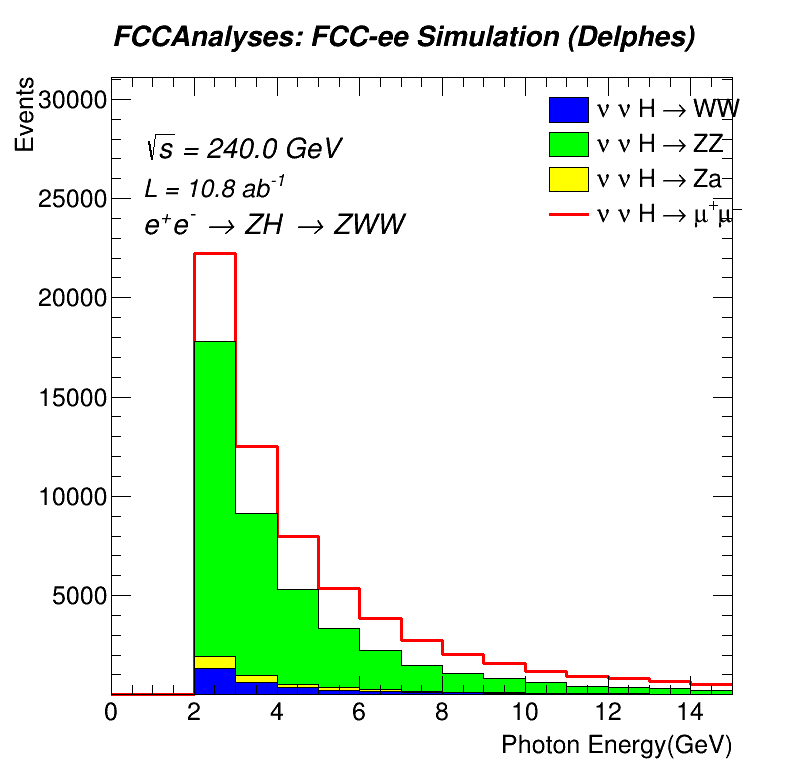 FCCAnalyses: FCC-ee Simulation (Delphes)
Events
30000
25000
20000
15000
10000
5000
√s = 240.0 GeV
L = 10.8 ab⁻¹
e⁺e⁻ → ZH → ZWW
ν ν H → WW
ν ν H → ZZ
ν ν H → Za
ν ν H → μ⁺μ⁻
0 2 4 6 8 10 12 14
Photon Energy(GeV)